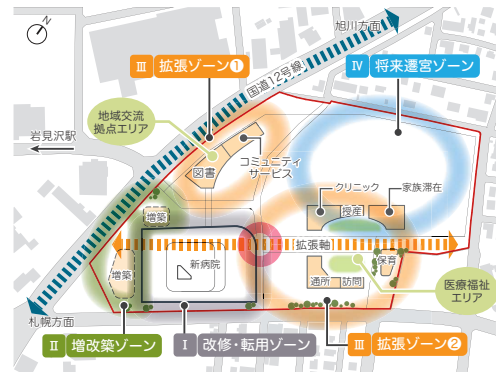 N
旭川方面
Ⅲ 拡張ゾーン❶
Ⅳ 将来遷宮ゾーン
国道12号線
地域交流
拠点エリア
岩見沢駅
コミュニティ
サービス
図書
クリニック
家族滞在
授産
増築
拡張軸
新病院
保育
増築
通所
訪問
医療福祉
エリア
札幌方面
Ⅱ 増改築ゾーン
Ⅰ 改修・転用ゾーン
Ⅲ 拡張ゾーン❷